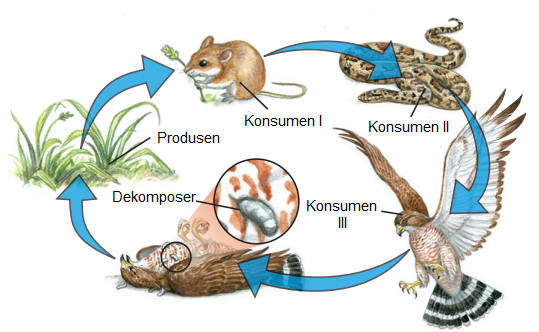 Konsumen I
Konsumen II
Produsen
Dekomposer
Konsumen
III